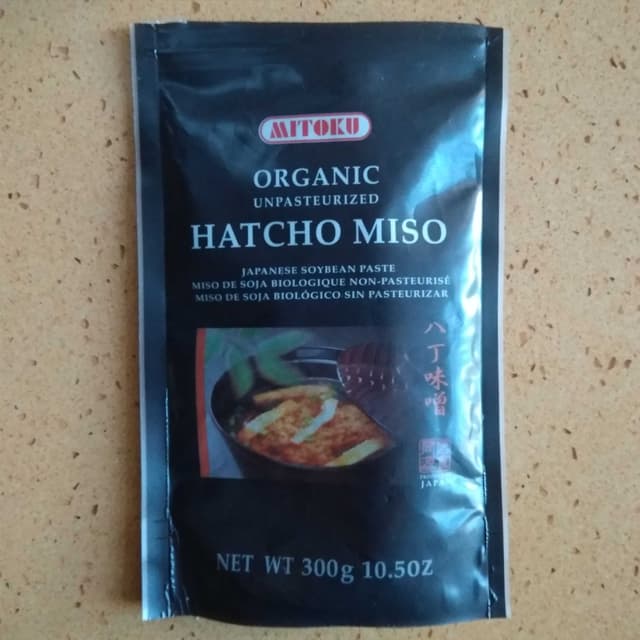 MITOKU
ORGANIC
UNPASTEURIZED
HATCHO MISO
JAPANESE SOYBEAN PASTE
MISO DE SOJA BIOLOGIQUE NON-PASTEURISÉ
MISO DE SOJA BIOLÓGICO SIN PASTEURIZAR
八丁味噌
JAPAN
NET WT 300g 10.5OZ